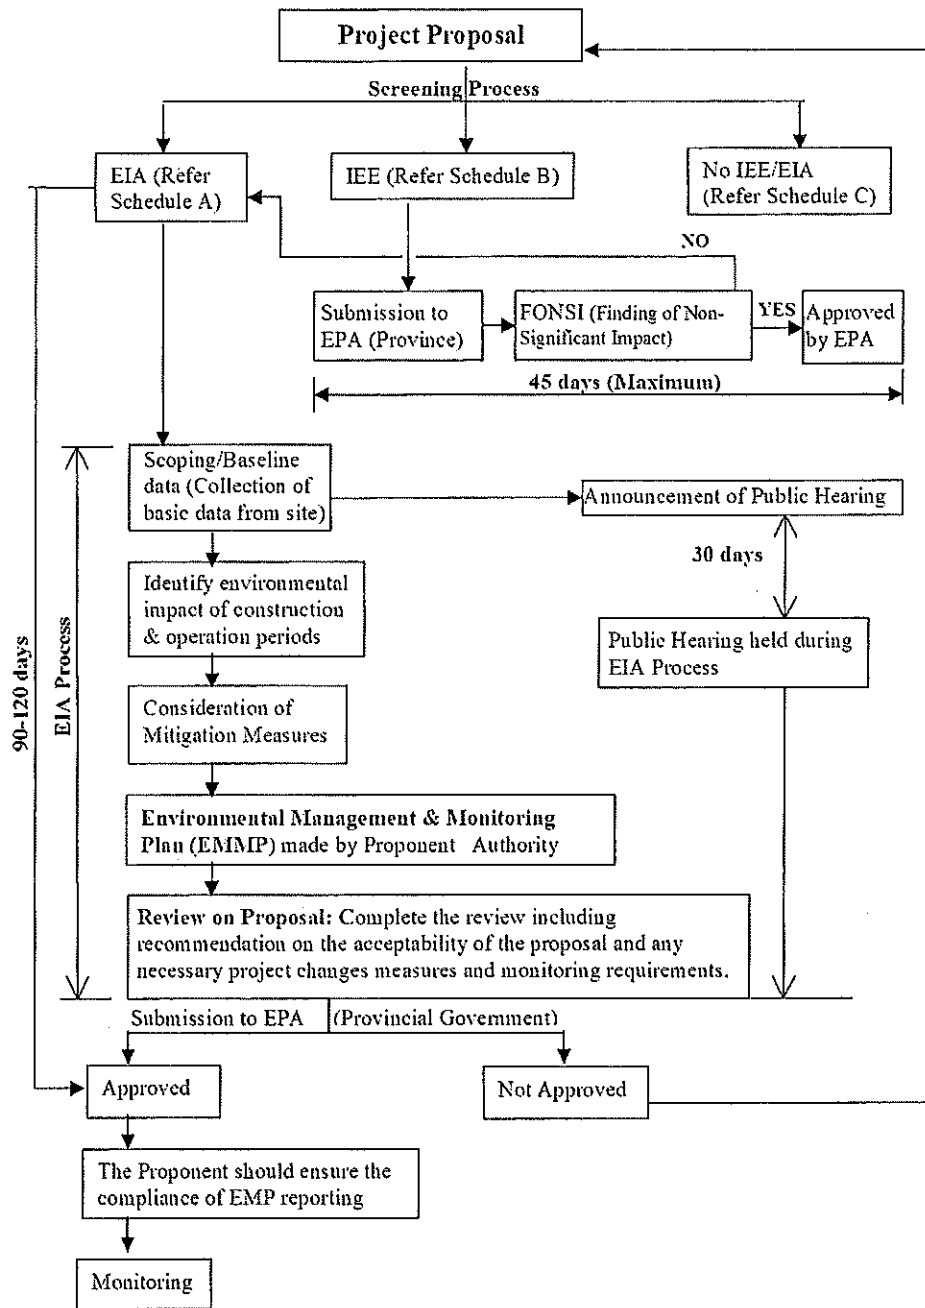 Project Proposal
Screening Process
EIA (Refer
Schedule A)
IEE (Refer Schedule B)
No IEE/EIA
(Refer Schedule C)
NO
Submission to
EPA (Province)
FONSI (Finding of Non-
Significant Impact)
YES
Approved
by EPA
45 days (Maximum)
Scoping/Baseline
data (Collection of
basic data from site)
Announcement of Public Hearing
30 days
Identify environmental
impact of construction
& operation periods
Public Hearing held during
EIA Process
90-120 days
EIA Process
Consideration of
Mitigation Measures
Environmental Management & Monitoring
Plan (EMMP) made by Proponent Authority
Review on Proposal: Complete the review including
recommendation on the acceptability of the proposal and any
necessary project changes measures and monitoring requirements.
Submission to EPA (Provincial Government)
Approved
Not Approved
The Proponent should ensure the
compliance of EMP reporting
Monitoring